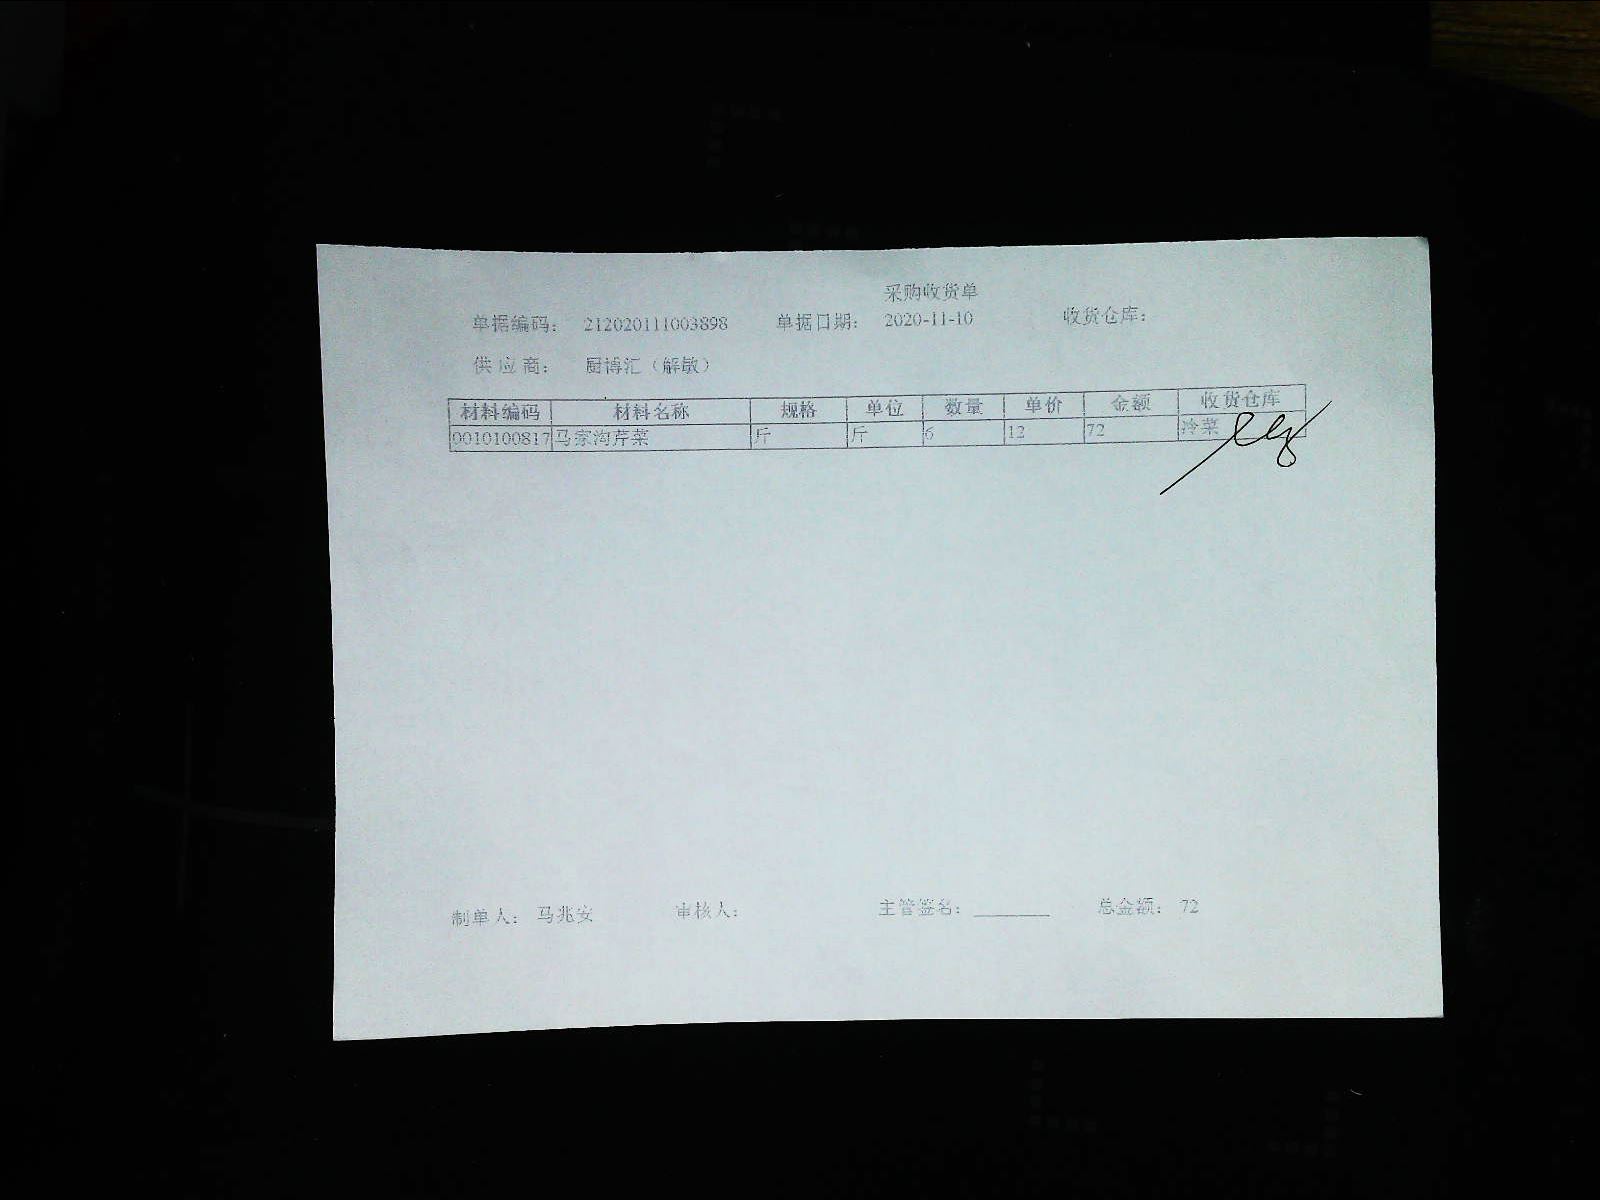 采购收货单
单据编码： 212020111003898 单据日期： 2020-11-10 收货仓库：
供 应 商： 厨博汇（解敏）
材料编码 材料名称 规格 单位 数量 单价 金额 收货仓库
0010100817 马家沟芹菜 斤 斤 6 12 72 冷菜
制单人： 马兆安 审核人： 主管签名： ________ 总金额： 72